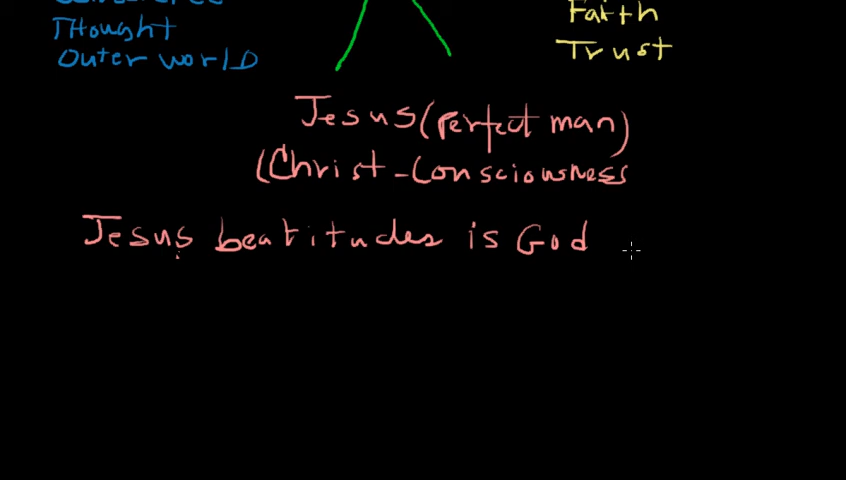 THought
Outer worlD
Faith
Trust
Jesus (perfect man)
(Christ-Consciousness
Jesus beatitudes is God